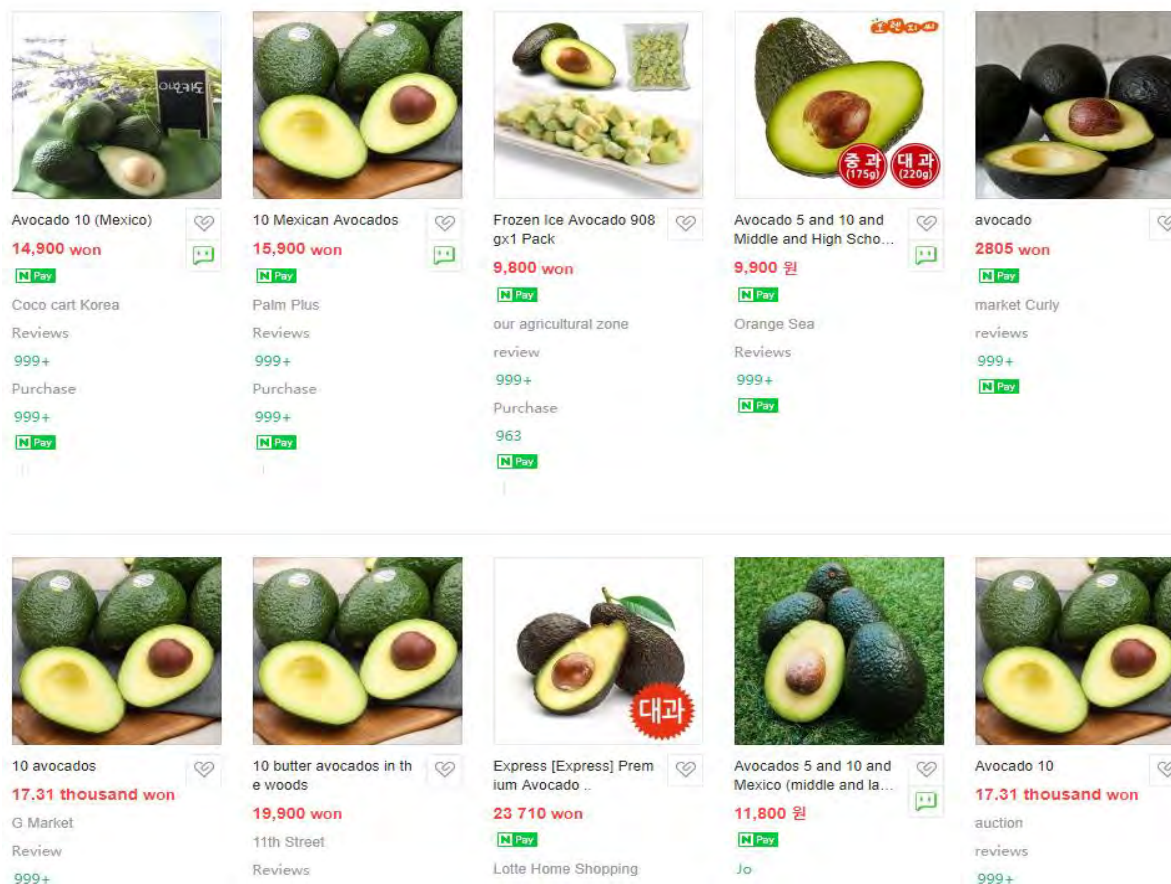 오렌지씨
중과
(175g)
대과
(220g)
Avocado 10 (Mexico)
14,900 won
N Pay
Coco cart Korea
Reviews
999+
Purchase
999+
N Pay
10 Mexican Avocados
15,900 won
N Pay
Palm Plus
Reviews
999+
Purchase
999+
N Pay
Frozen Ice Avocado 908
gx1 Pack
9,800 won
N Pay
our agricultural zone
review
999+
Purchase
963
N Pay
Avocado 5 and 10 and
Middle and High Scho...
9,900 원
N Pay
Orange Sea
Reviews
999+
N Pay
avocado
2805 won
N Pay
market Curly
reviews
999+
N Pay
10 avocados
17.31 thousand won
G Market
Review
999+
10 butter avocados in th
e woods
19,900 won
11th Street
Reviews
대과
Express [Express] Prem
ium Avocado ..
23 710 won
N Pay
Lotte Home Shopping
Avocados 5 and 10 and
Mexico (middle and la...
11,800 원
N Pay
Jo
Avocado 10
17.31 thousand won
auction
reviews
999+